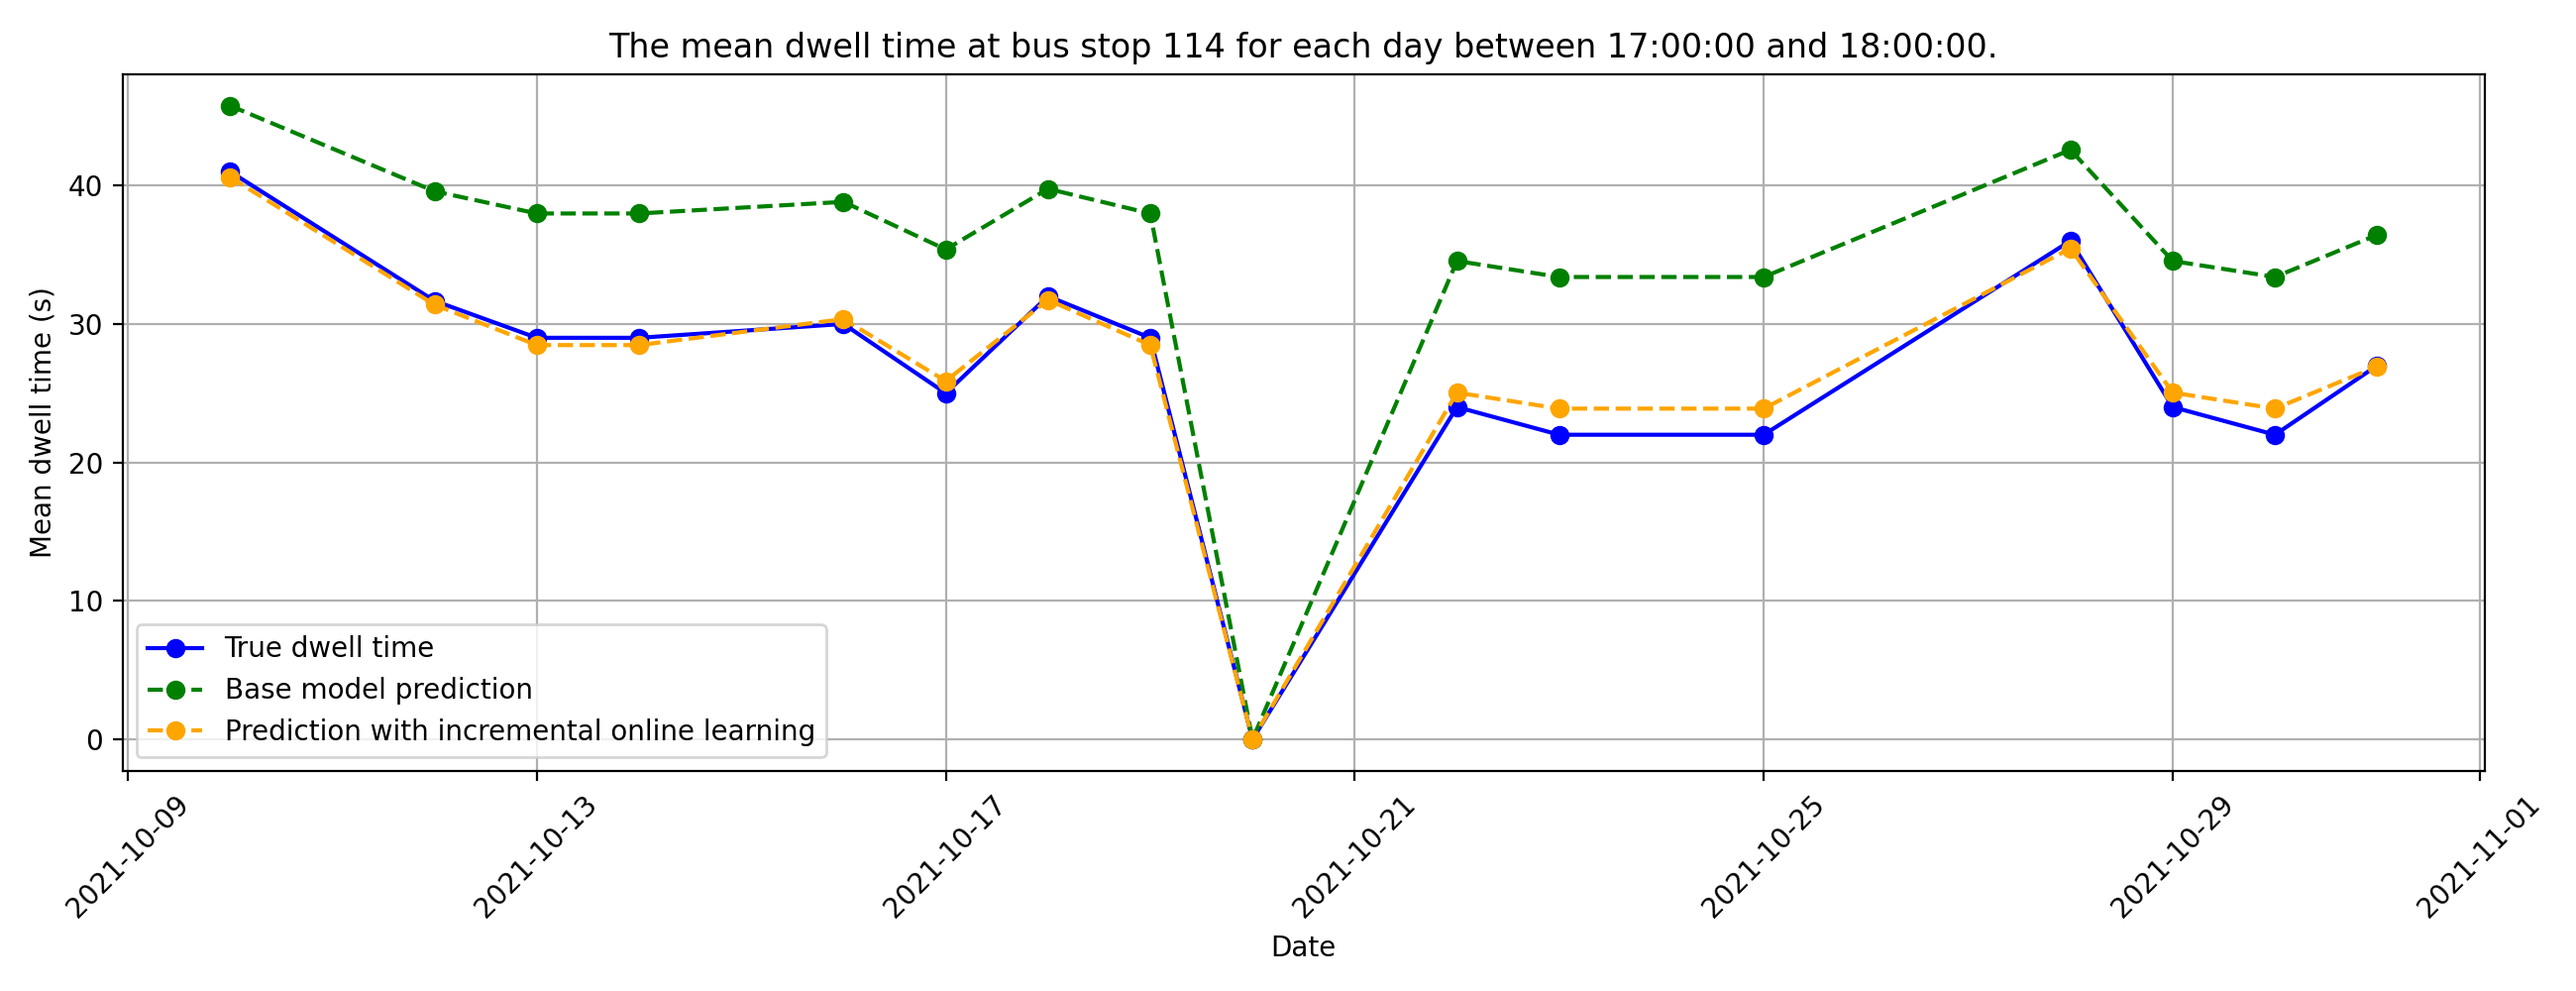 The mean dwell time at bus stop 114 for each day between 17:00:00 and 18:00:00.
Mean dwell time (s)
40
30
20
10
0
True dwell time
Base model prediction
Prediction with incremental online learning
2021-10-09
2021-10-13
2021-10-17
2021-10-21
2021-10-25
2021-10-29
2021-11-01
Date